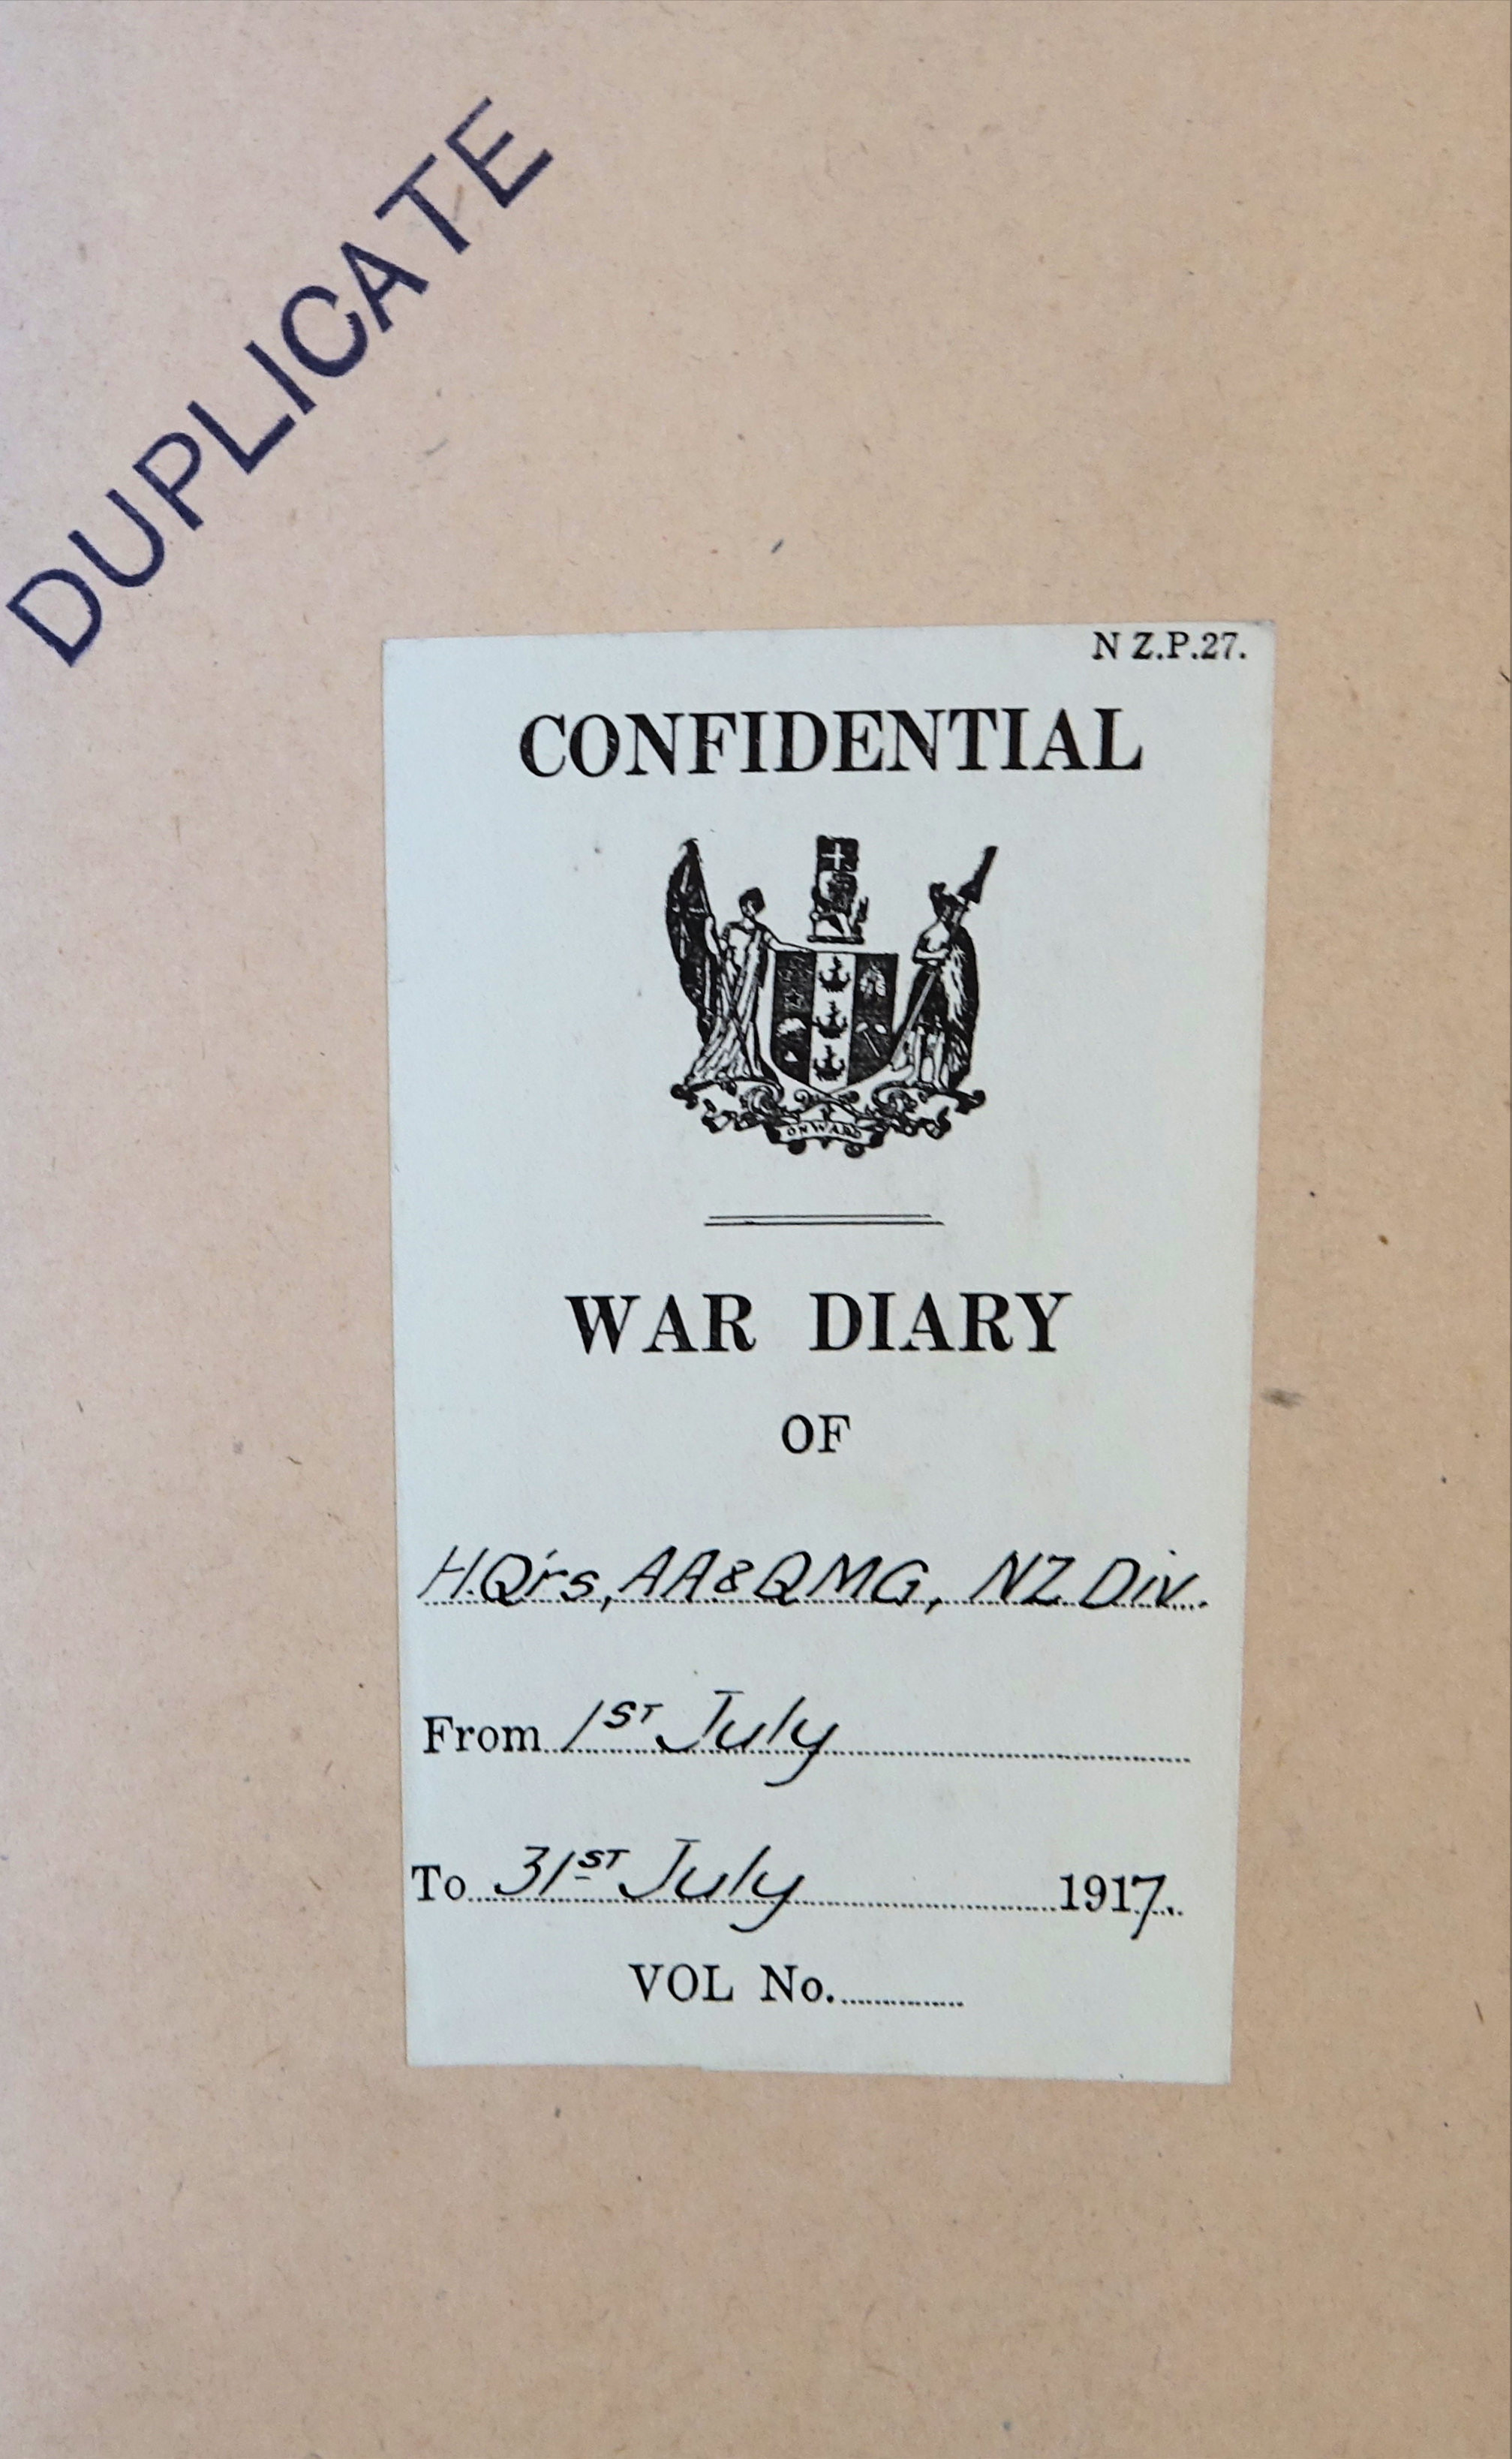 DUPLICATE
N Z.P.27.
CONFIDENTIAL
ONWARD
WAR DIARY
OF
H.Q'rs, AA&QMG, NZ Div.
From 1ST July
To 31ST July 1917.
VOL No.